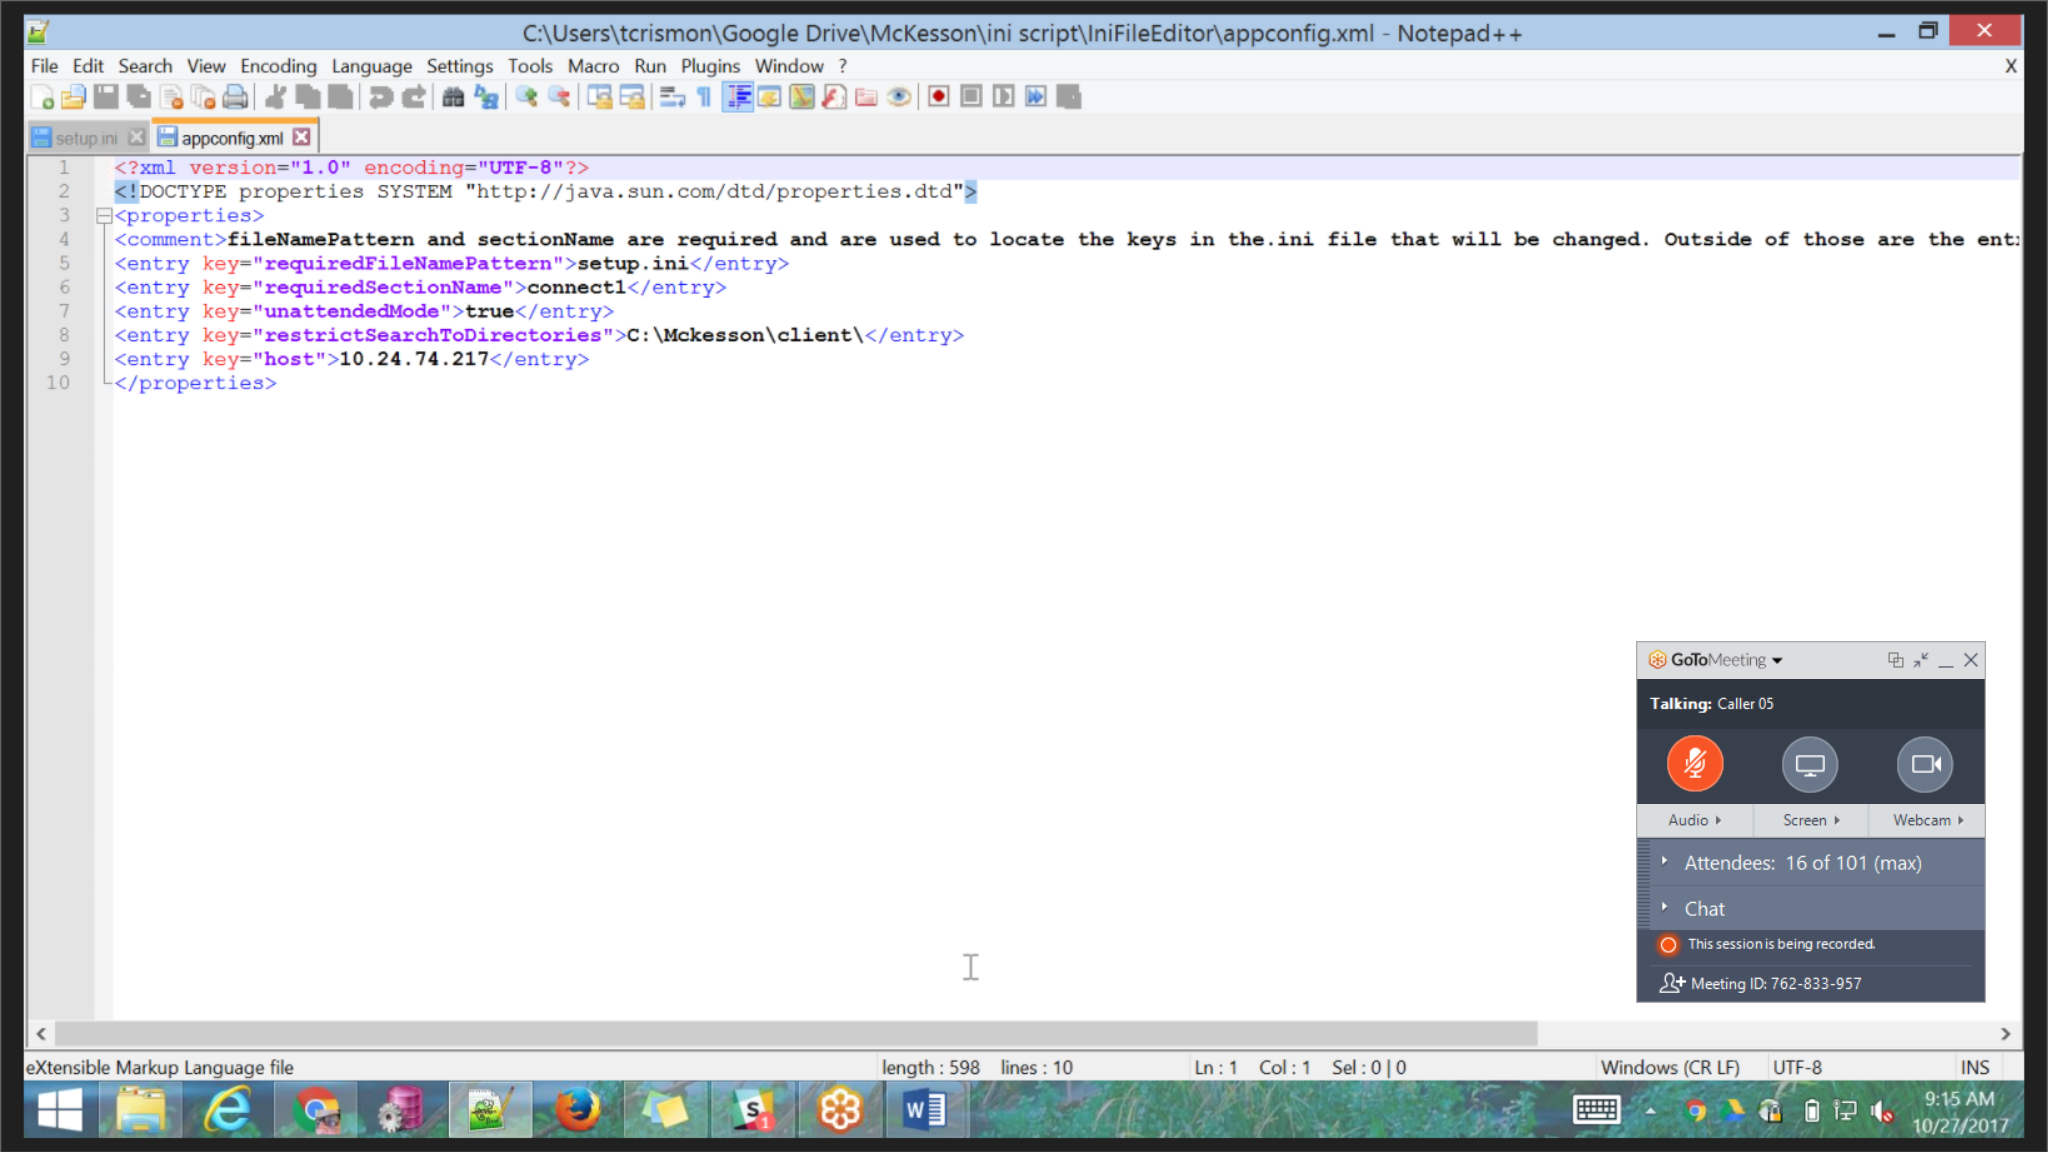 C:\Users\tcrismon\Google Drive\McKesson\ini script\IniFileEditor\appconfig.xml - Notepad++
File Edit Search View Encoding Language Settings Tools Macro Run Plugins Window ? X
setup.ini appconfig.xml
1 <?xml version="1.0" encoding="UTF-8"?>
2 <!DOCTYPE properties SYSTEM "http://java.sun.com/dtd/properties.dtd">
3 <properties>
4 <comment>fileNamePattern and sectionName are required and are used to locate the keys in the.ini file that will be changed. Outside of those are the
5 <entry key="requiredFileNamePattern">setup.ini</entry>
6 <entry key="requiredSectionName">connect1</entry>
7 <entry key="unattendedMode">true</entry>
8 <entry key="restrictSearchToDirectories">C:\Mckesson\client\</entry>
9 <entry key="host">10.24.74.217</entry>
10 </properties>
GoToMeeting
Talking: Caller 05
Audio Screen Webcam
Attendees: 16 of 101 (max)
Chat
This session is being recorded.
Meeting ID: 762-833-957
eXtensible Markup Language file length : 598 lines : 10 Ln : 1 Col : 1 Sel : 0 | 0 Windows (CR LF) UTF-8 INS
9:15 AM
10/27/2017